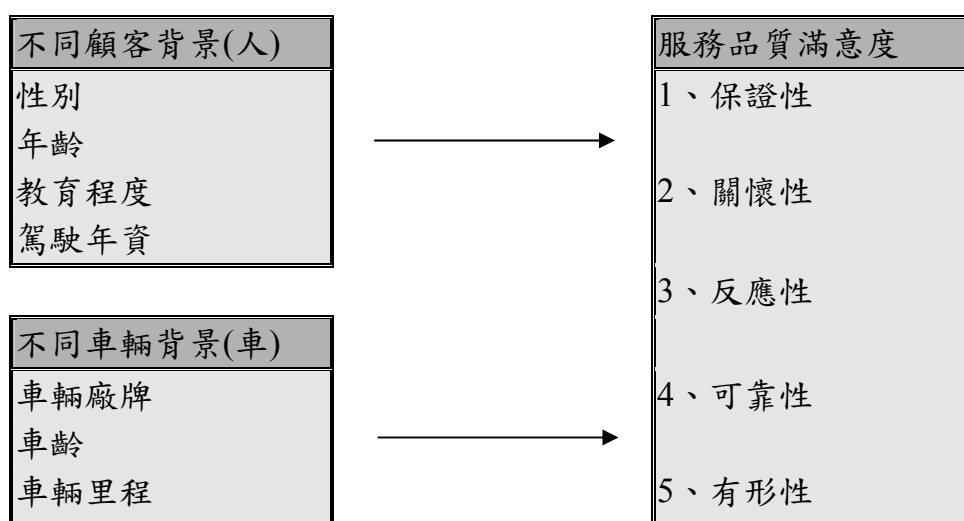 不同顧客背景(人)
性別
年齡
教育程度
駕駛年資
不同車輛背景(車)
車輛廠牌
車齡
車輛里程
服務品質滿意度
1、保證性
2、關懷性
3、反應性
4、可靠性
5、有形性